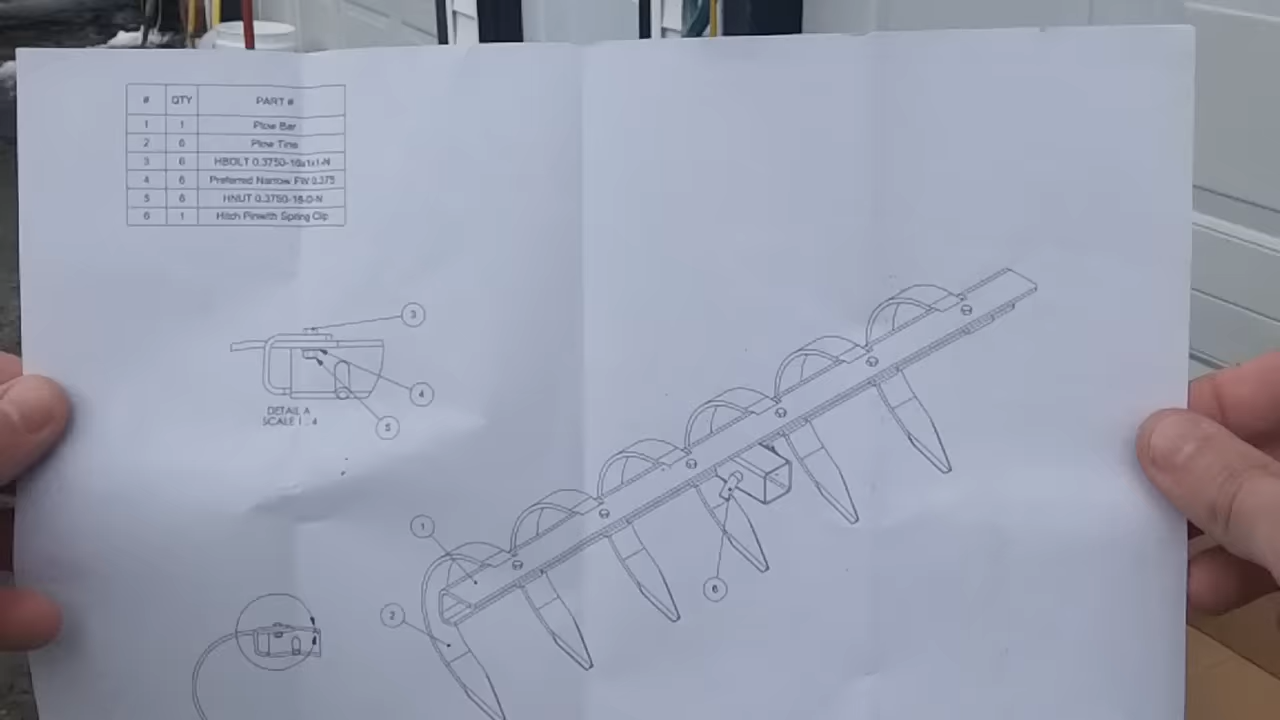 # QTY PART #
1 1 Plow Bar
2 6 Plow Tine
3 6 HBOLT 0.3750-16x1x1-N
4 6 Preferred Narrow FW 0.375
5 6 HNUT 0.3750-16-D-N
6 1 Hitch Pinwith Spring Clip
3
4
DETAIL A
SCALE 1 : 4
5
1
2
6